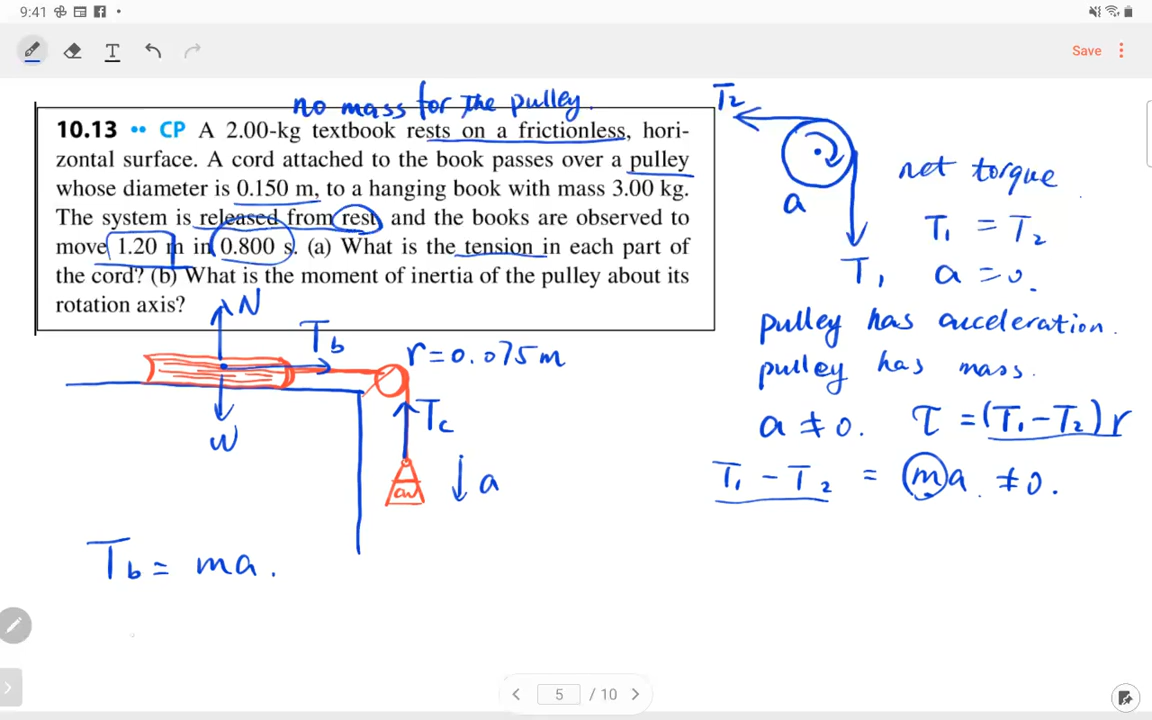 9:41
Save
no mass for the pulley.
10.13 •• CP A 2.00-kg textbook rests on a frictionless, hori-
zontal surface. A cord attached to the book passes over a pulley
whose diameter is 0.150 m, to a hanging book with mass 3.00 kg.
The system is released from rest, and the books are observed to
move 1.20 m in 0.800 s. (a) What is the tension in each part of
the cord? (b) What is the moment of inertia of the pulley about its
rotation axis?
T2
a
T1
net torque
T1 = T2
a = 0.
pulley has acceleration.
pulley has mass.
a ≠ 0. τ = (T1 - T2) r
T1 - T2 = ma ≠ 0.
N
Tb
r = 0.075 m
W
Tc
cw
a
Tb = ma.
5 / 10